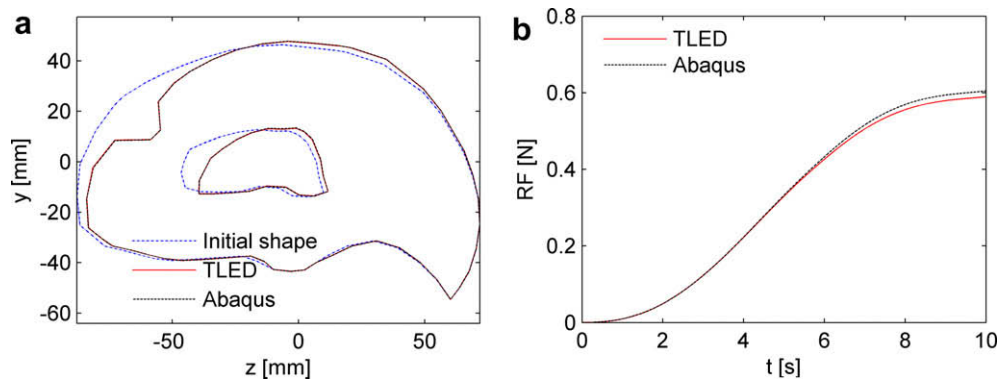 a
40
20
0
-20
-40
-60
y [mm]
Initial shape
TLED
Abaqus
-50 0 50
z [mm]
b
0.8
0.6
0.4
0.2
0
RF [N]
TLED
Abaqus
0 2 4 6 8 10
t [s]